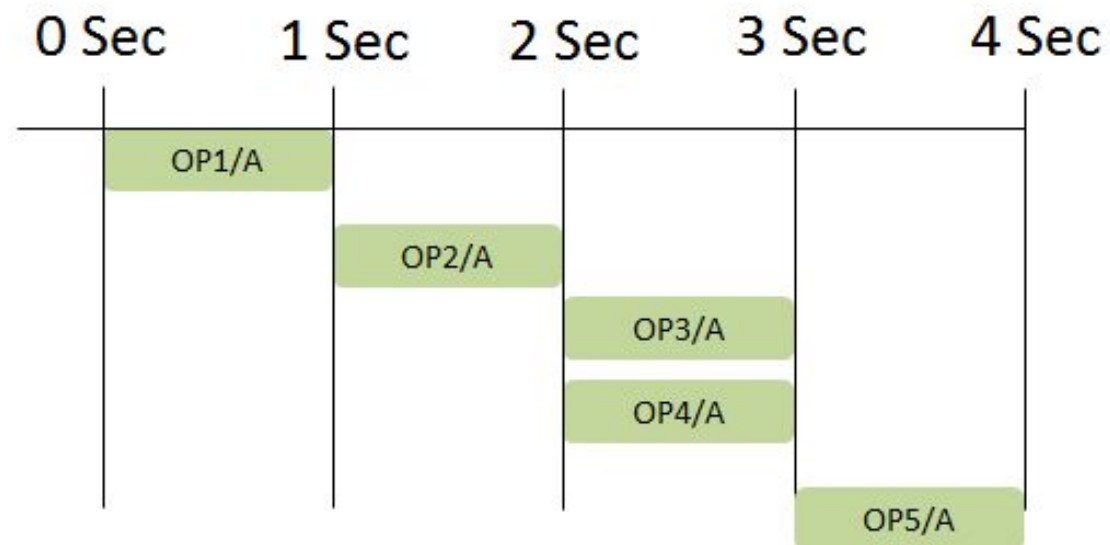 0 Sec 1 Sec 2 Sec 3 Sec 4 Sec
OP1/A
OP2/A
OP3/A
OP4/A
OP5/A